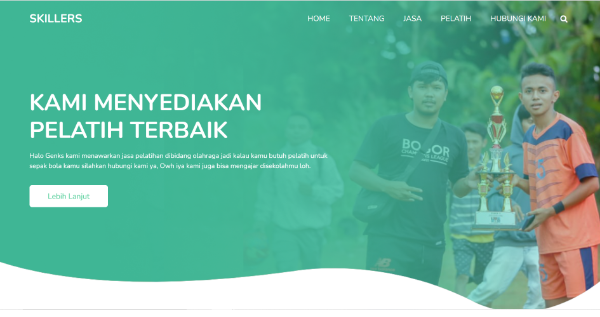 SKILLERS
HOME TENTANG JASA PELATIH HUBUNGI KAMI
KAMI MENYEDIAKAN
PELATIH TERBAIK
Halo Genks kami menawarkan jasa pelatihan dibidang olahraga jadi kalau kamu butuh pelatih untuk
sepak bola kamu silahkan hubungi kami ya, Owh iya kami juga bisa mengajar disekolahmu loh.
Lebih Lanjut